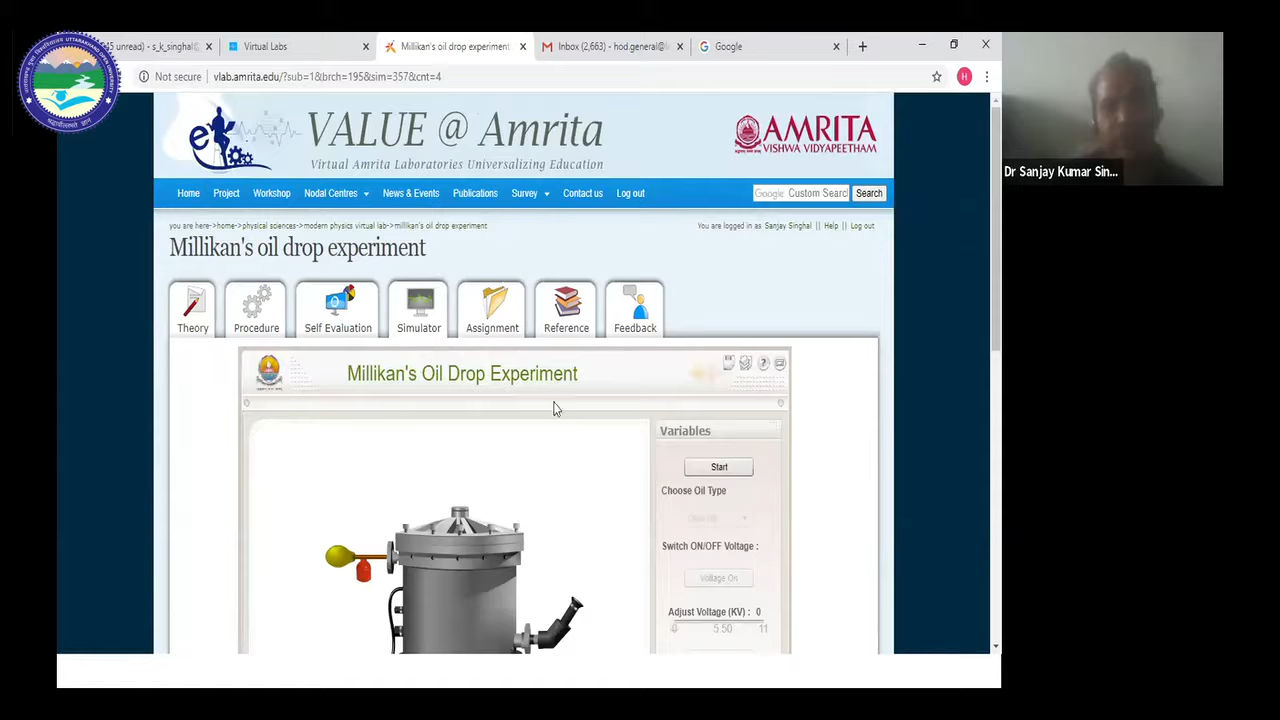 45 unread) - s_k_singhal@
Virtual Labs
Millikan's oil drop experiment
Inbox (2,663) - hod.general@
Google
Not secure
vlab.amrita.edu/?sub=1&brch=195&sim=357&cnt=4
H
VALUE @ Amrita
Virtual Amrita Laboratories Universalizing Education
AMRITA
VISHWA VIDYAPEETHAM
Home
Project
Workshop
Nodal Centres
News & Events
Publications
Survey
Contact us
Log out
Google Custom Searc
Search
you are here->home->physical sciences->modern physics virtual lab->millikan's oil drop experiment
You are logged in as Sanjay Singhal || Help || Log out
Millikan's oil drop experiment
Theory
Procedure
Self Evaluation
Simulator
Assignment
Reference
Feedback
Millikan's Oil Drop Experiment
Variables
Start
Choose Oil Type
Switch ON/OFF Voltage :
Voltage On
Adjust Voltage (KV) : 0
0 5.50 11
Dr Sanjay Kumar Sin...